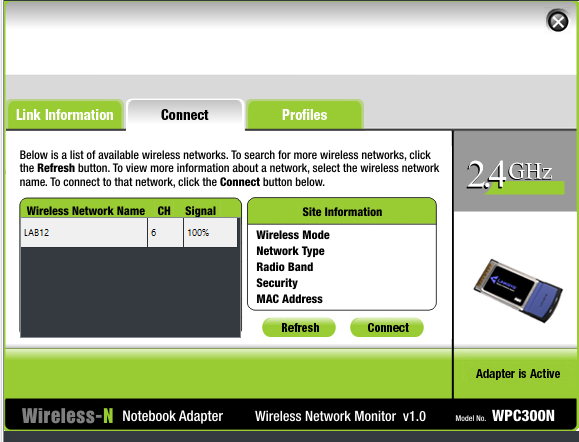 Link Information
Connect
Profiles
Below is a list of available wireless networks. To search for more wireless networks, click
the Refresh button. To view more information about a network, select the wireless network
name. To connect to that network, click the Connect button below.
2.4GHz
Wireless Network Name CH Signal
LAB12 6 100%
Site Information
Wireless Mode
Network Type
Radio Band
Security
MAC Address
Refresh
Connect
Adapter is Active
Wireless-N Notebook Adapter Wireless Network Monitor v1.0 Model No. WPC300N